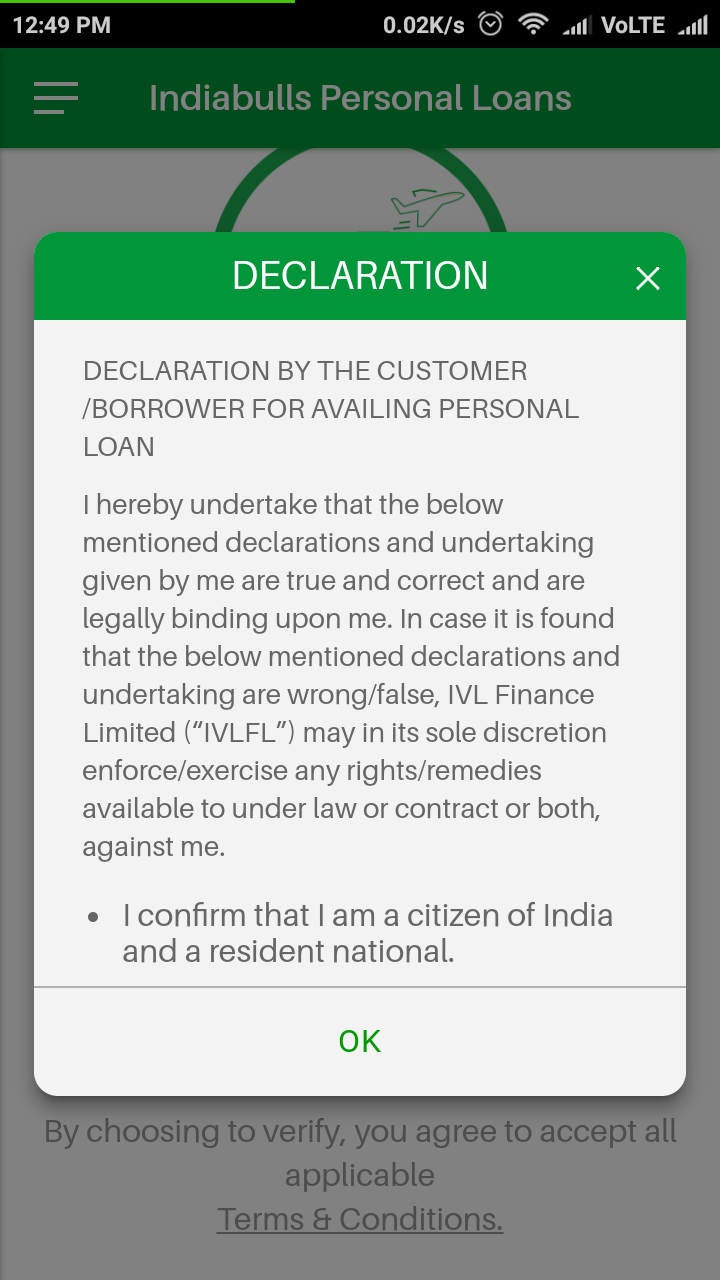 12:49 PM 0.02K/s VoLTE
Indiabulls Personal Loans
DECLARATION
DECLARATION BY THE CUSTOMER
/BORROWER FOR AVAILING PERSONAL
LOAN
I hereby undertake that the below
mentioned declarations and undertaking
given by me are true and correct and are
legally binding upon me. In case it is found
that the below mentioned declarations and
undertaking are wrong/false, IVL Finance
Limited (“IVLFL”) may in its sole discretion
enforce/exercise any rights/remedies
available to under law or contract or both,
against me.
• I confirm that I am a citizen of India
and a resident national.
OK
By choosing to verify, you agree to accept all
applicable
Terms & Conditions.